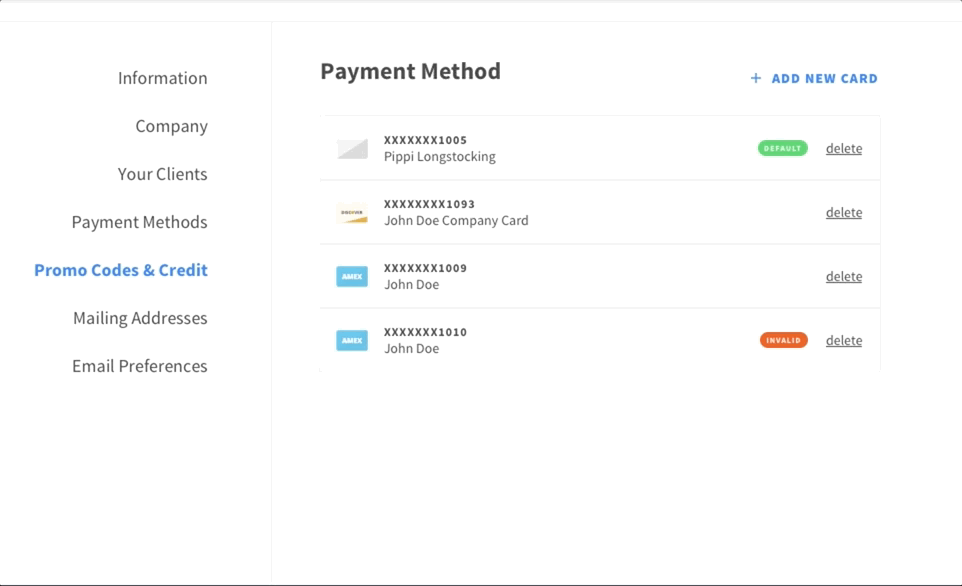 Information
Company
Your Clients
Payment Methods
Promo Codes & Credit
Mailing Addresses
Email Preferences
Payment Method
+ ADD NEW CARD
XXXXXXX1005
Pippi Longstocking
DEFAULT
delete
DISCOVER
XXXXXXXX1093
John Doe Company Card
delete
AMEX
XXXXXXX1009
John Doe
delete
AMEX
XXXXXXX1010
John Doe
INVALID
delete